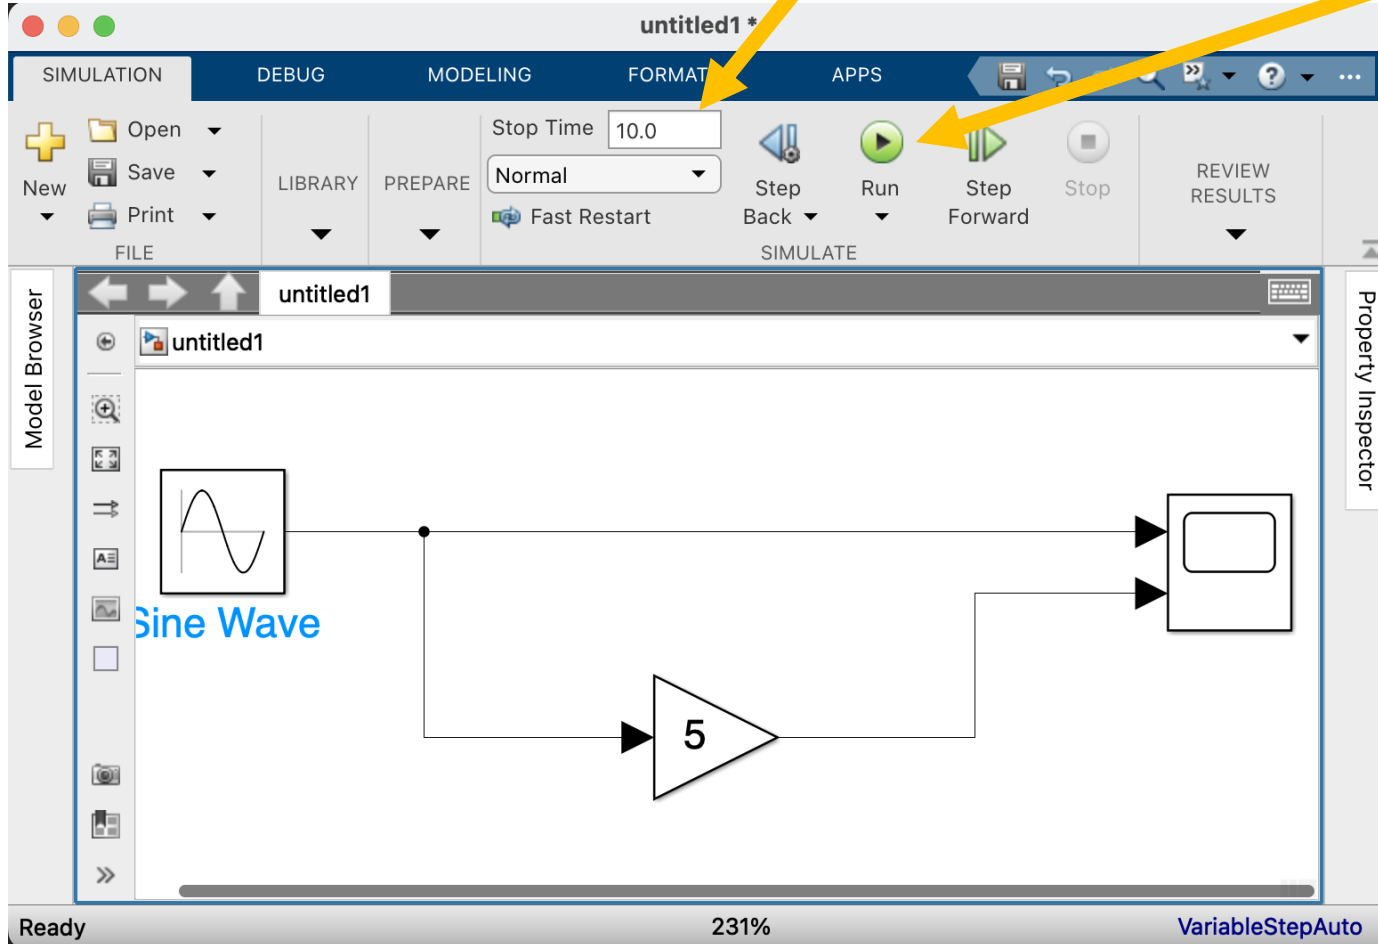 untitled1 *
SIMULATION DEBUG MODELING FORMAT APPS
New
Open
Save
Print
FILE
LIBRARY
PREPARE
Stop Time 10.0
Normal
Fast Restart
Step
Back
Run
Step
Forward
Stop
SIMULATE
REVIEW
RESULTS
Model Browser
untitled1
untitled1
Property Inspector
Sine Wave
5
Ready 231% VariableStepAuto